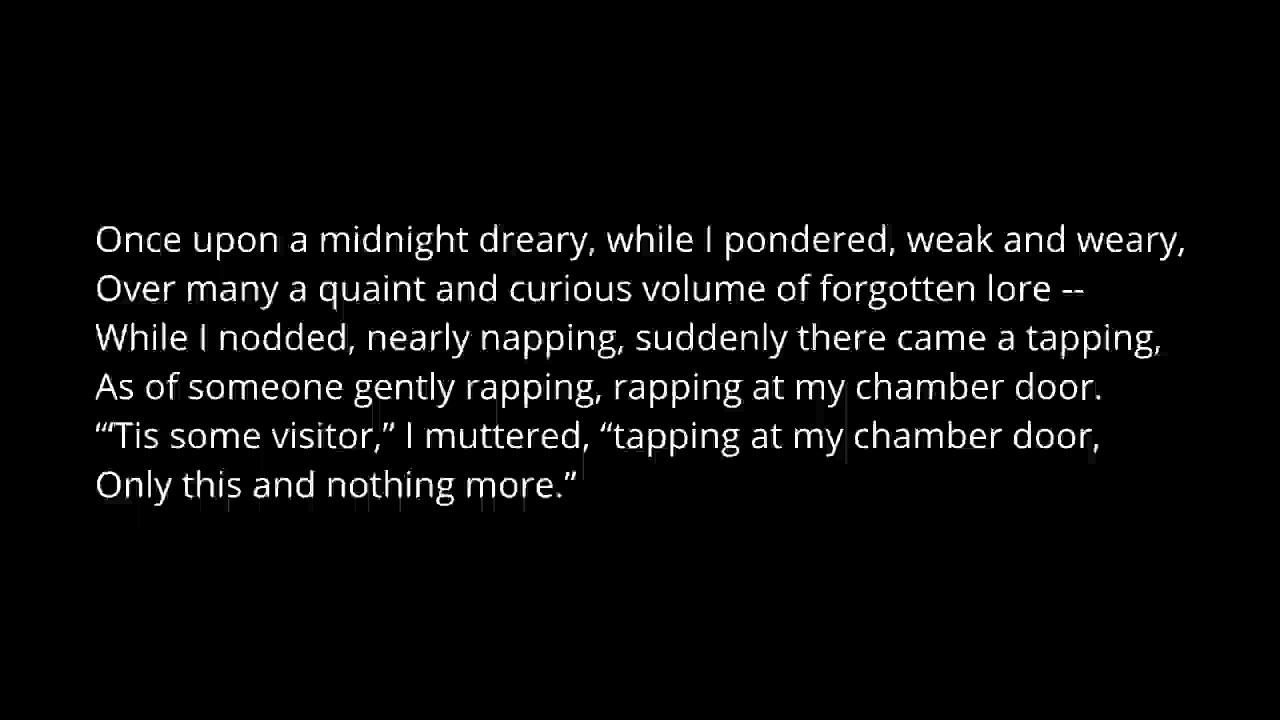 Once upon a midnight dreary, while I pondered, weak and weary,
Over many a quaint and curious volume of forgotten lore --
While I nodded, nearly napping, suddenly there came a tapping,
As of someone gently rapping, rapping at my chamber door.
“‘Tis some visitor,” I muttered, “tapping at my chamber door,
Only this and nothing more.”